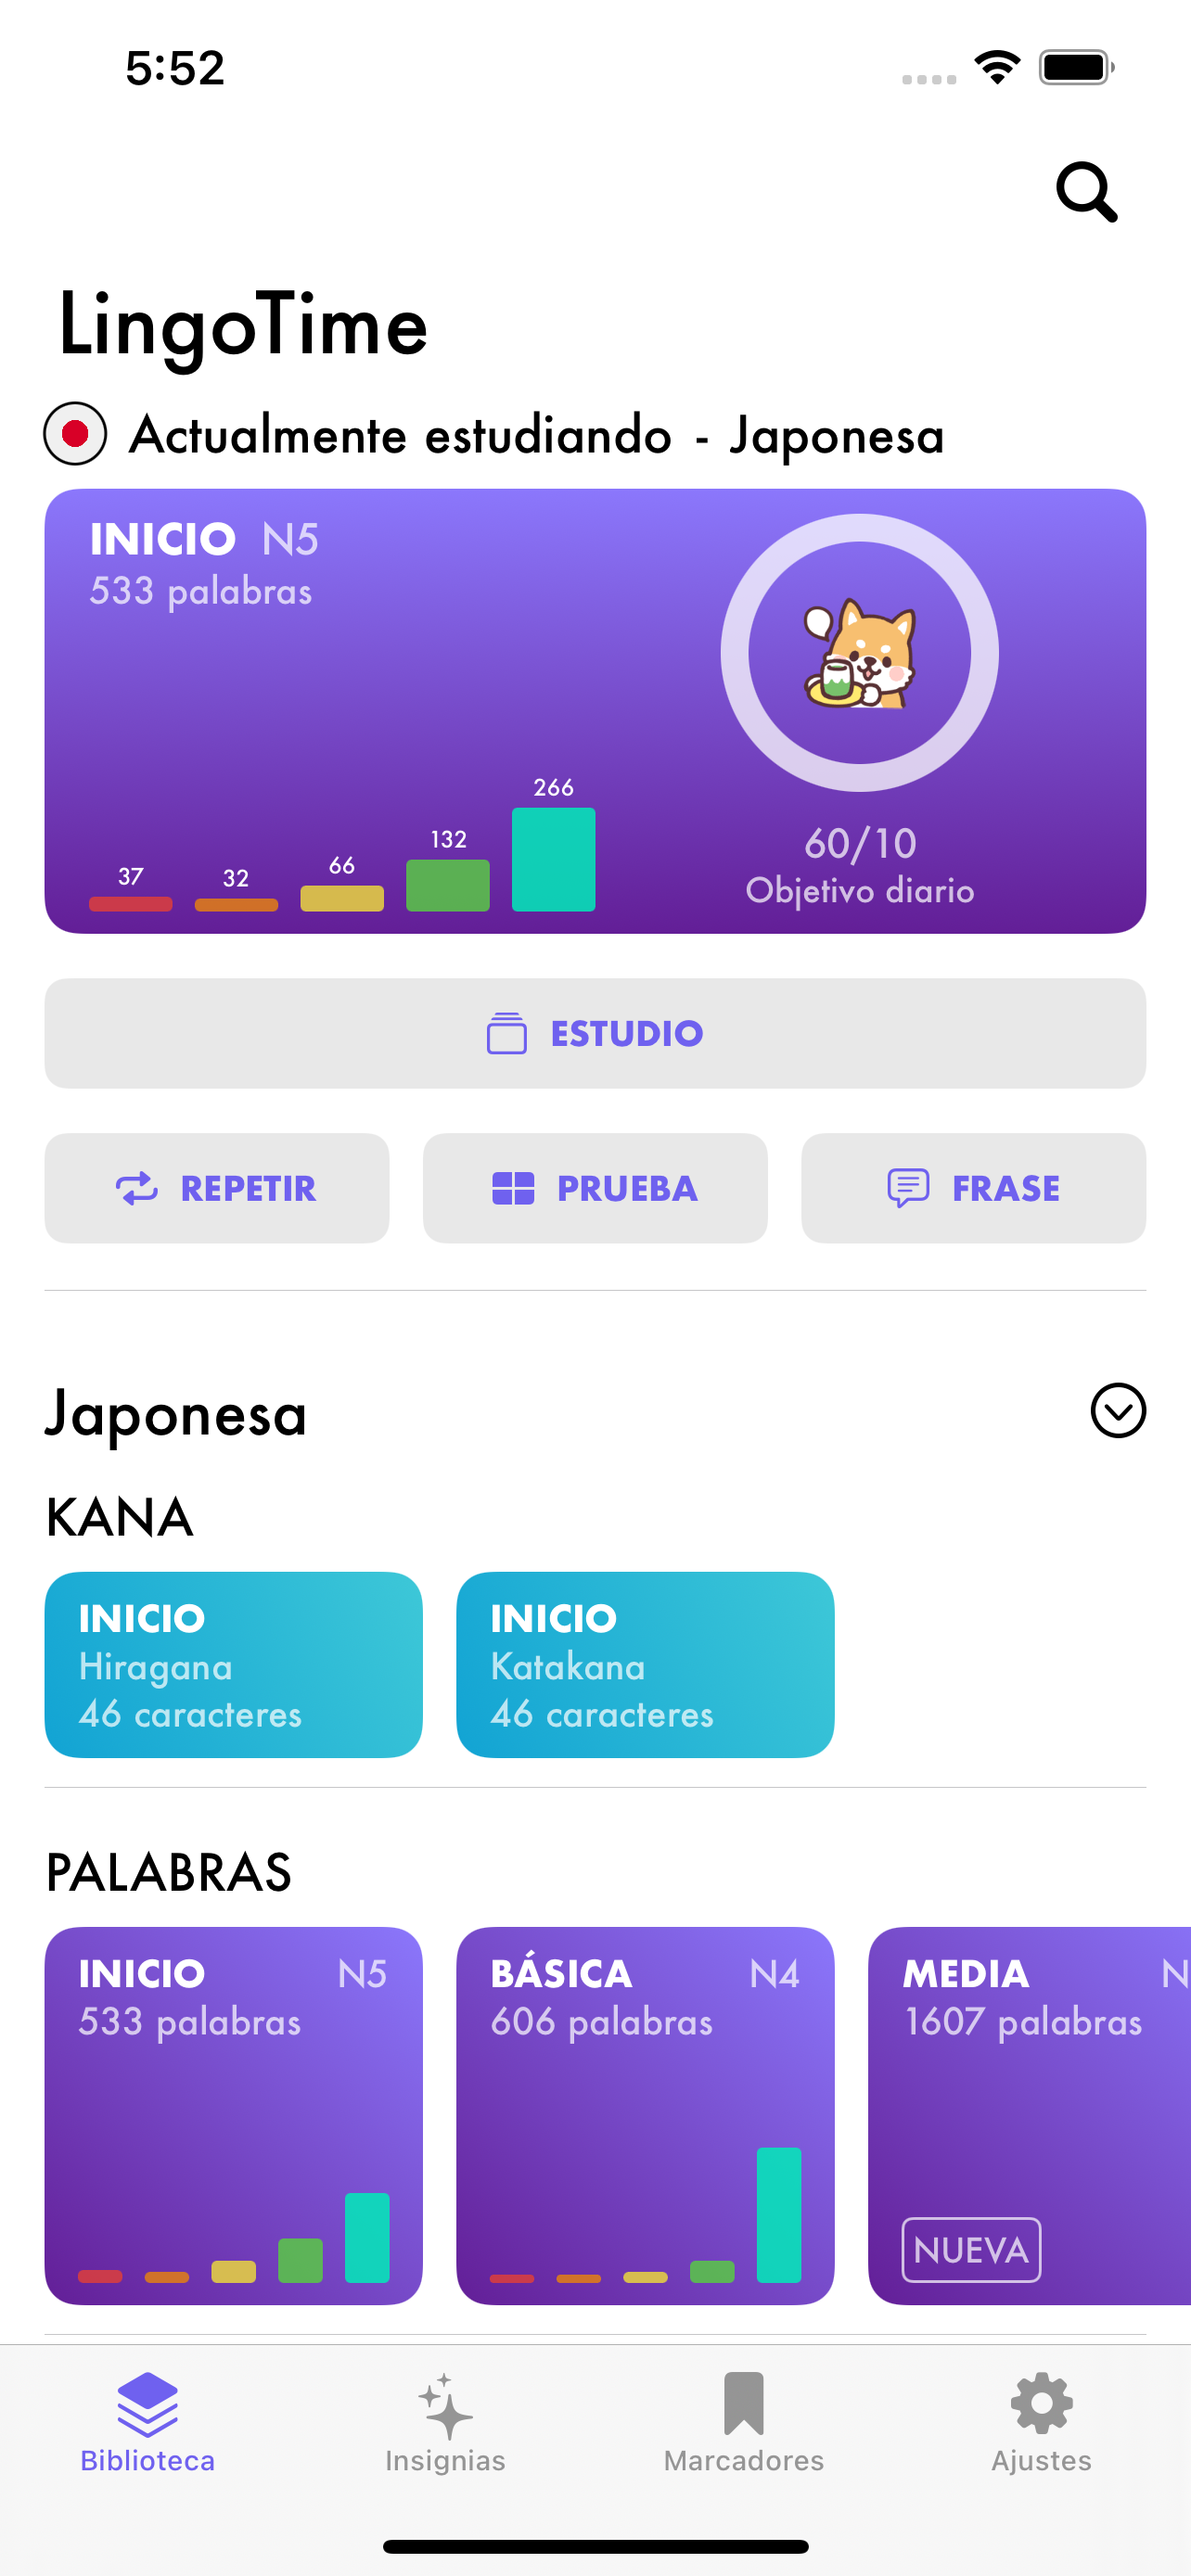 5:52
LingoTime
Actualmente estudiando - Japonesa
INICIO N5
533 palabras
37
32
66
132
266
60/10
Objetivo diario
ESTUDIO
REPETIR
PRUEBA
FRASE
Japonesa
KANA
INICIO
Hiragana
46 caracteres
INICIO
Katakana
46 caracteres
PALABRAS
INICIO N5
533 palabras
BÁSICA N4
606 palabras
MEDIA N
1607 palabras
NUEVA
Biblioteca
Insignias
Marcadores
Ajustes